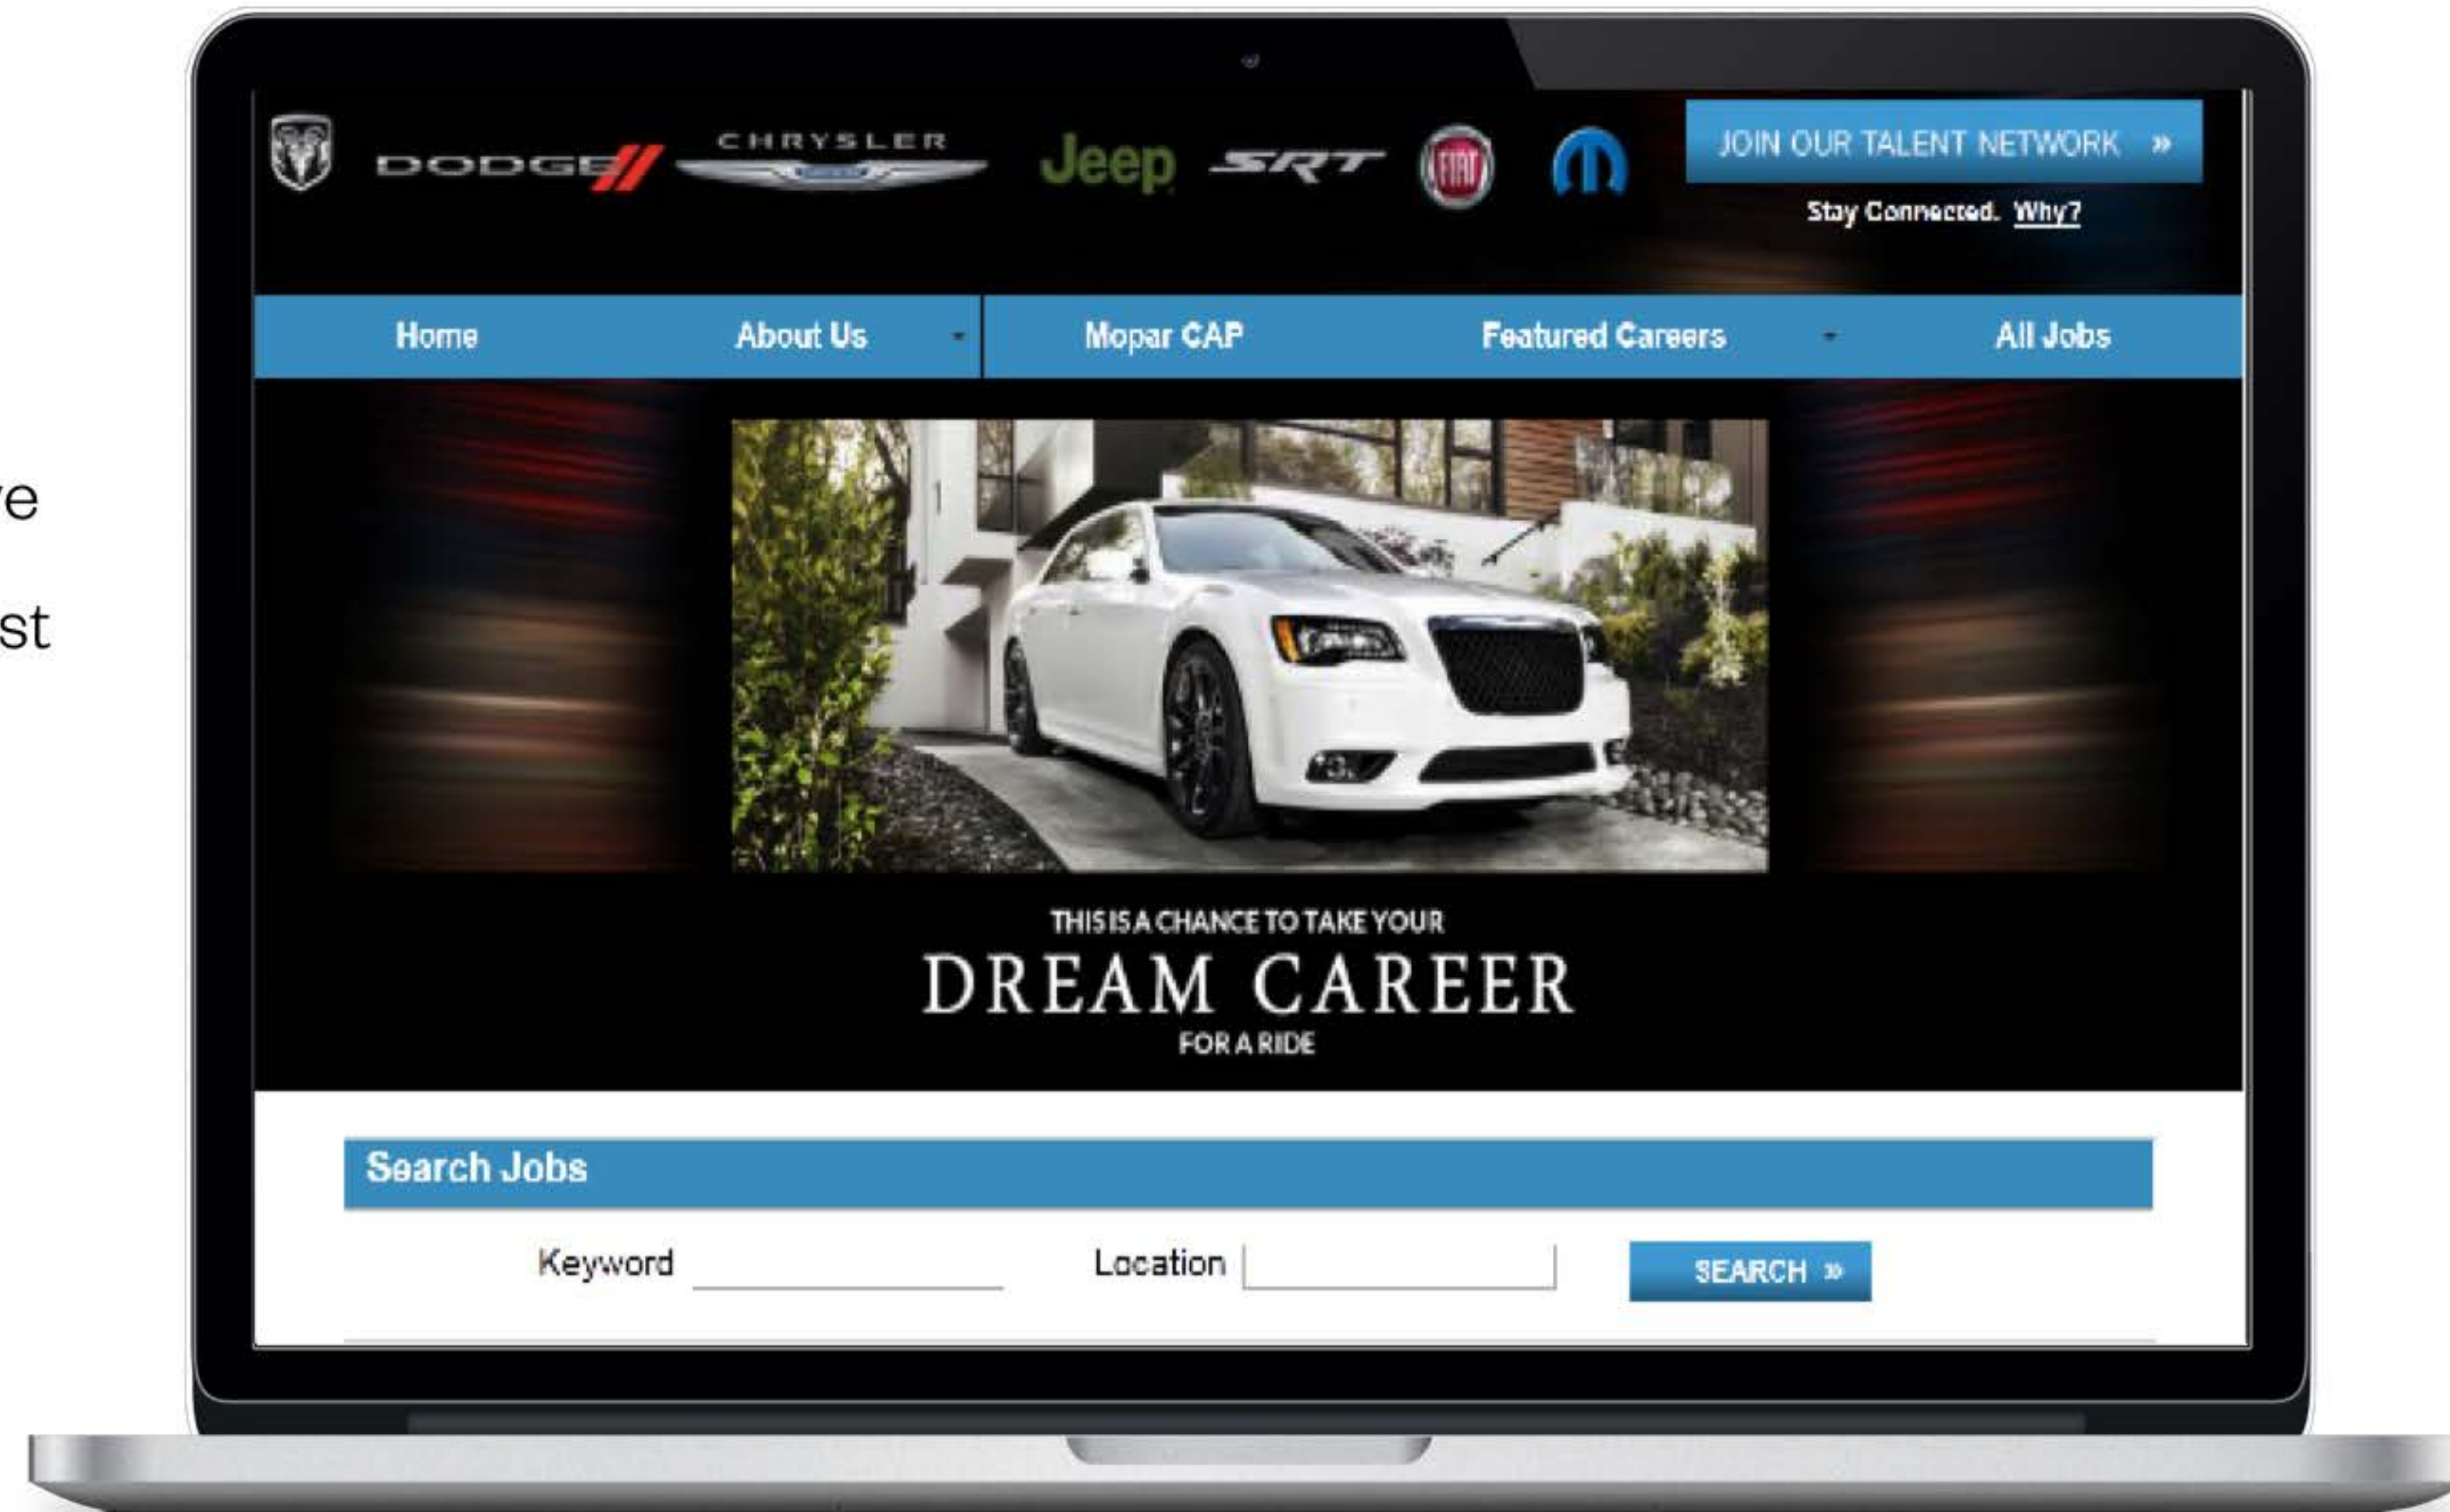 DODGE
CHRYSLER
Jeep
SRT
FIAT
JOIN OUR TALENT NETWORK »
Stay Connected. Why?
Home About Us Mopar CAP Featured Careers All Jobs
THIS IS A CHANCE TO TAKE YOUR
DREAM CAREER
FOR A RIDE
Search Jobs
Keyword Location SEARCH »